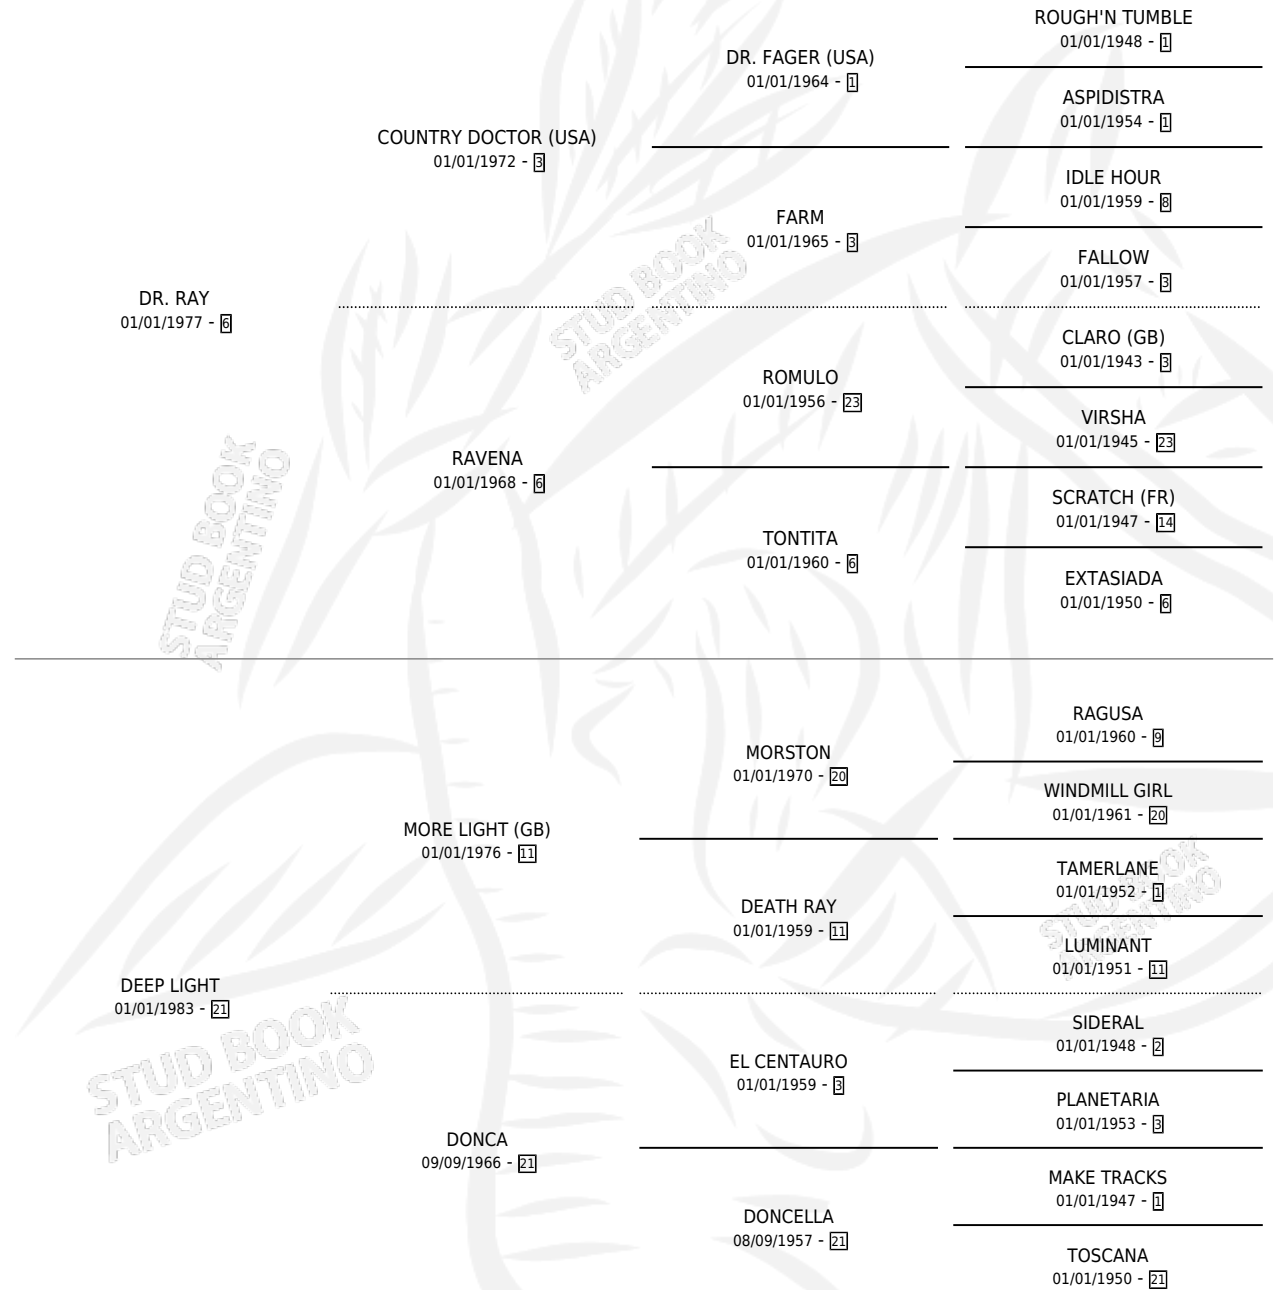 ROUGH'N TUMBLE
01/01/1948 - 1
DR. FAGER (USA)
01/01/1964 - 1
ASPIDISTRA
01/01/1954 - 1
COUNTRY DOCTOR (USA)
01/01/1972 - 3
IDLE HOUR
01/01/1959 - 8
FARM
01/01/1965 - 3
FALLOW
01/01/1957 - 3
DR. RAY
01/01/1977 - 6
CLARO (GB)
01/01/1943 - 3
ROMULO
01/01/1956 - 23
VIRSHA
01/01/1945 - 23
RAVENA
01/01/1968 - 6
SCRATCH (FR)
01/01/1947 - 14
TONTITA
01/01/1960 - 6
EXTASIADA
01/01/1950 - 6
RAGUSA
01/01/1960 - 9
MORSTON
01/01/1970 - 20
WINDMILL GIRL
01/01/1961 - 20
MORE LIGHT (GB)
01/01/1976 - 11
TAMERLANE
01/01/1952 - 1
DEATH RAY
01/01/1959 - 11
LUMINANT
01/01/1951 - 11
DEEP LIGHT
01/01/1983 - 21
SIDERAL
01/01/1948 - 2
EL CENTAURO
01/01/1959 - 3
PLANETARIA
01/01/1953 - 3
DONCA
09/09/1966 - 21
MAKE TRACKS
01/01/1947 - 1
DONCELLA
08/09/1957 - 21
TOSCANA
01/01/1950 - 21
STUD BOOK
ARGENTINO
STUD BOOK
ARGENTINO
STUD BOOK
ARGENTINO
STUD BOOK
ARGENTINO